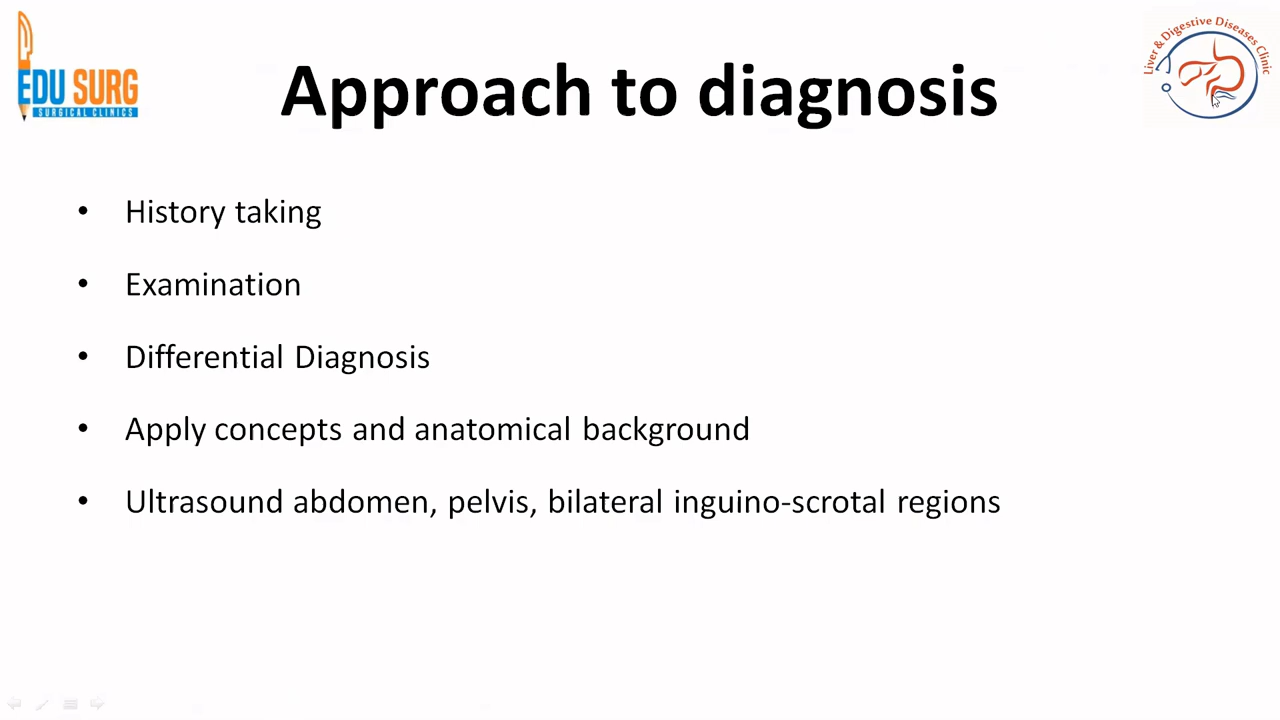 EDU SURG
SURGICAL CLINICS
Liver & Digestive Diseases Clinic
Approach to diagnosis
• History taking
• Examination
• Differential Diagnosis
• Apply concepts and anatomical background
• Ultrasound abdomen, pelvis, bilateral inguino-scrotal regions